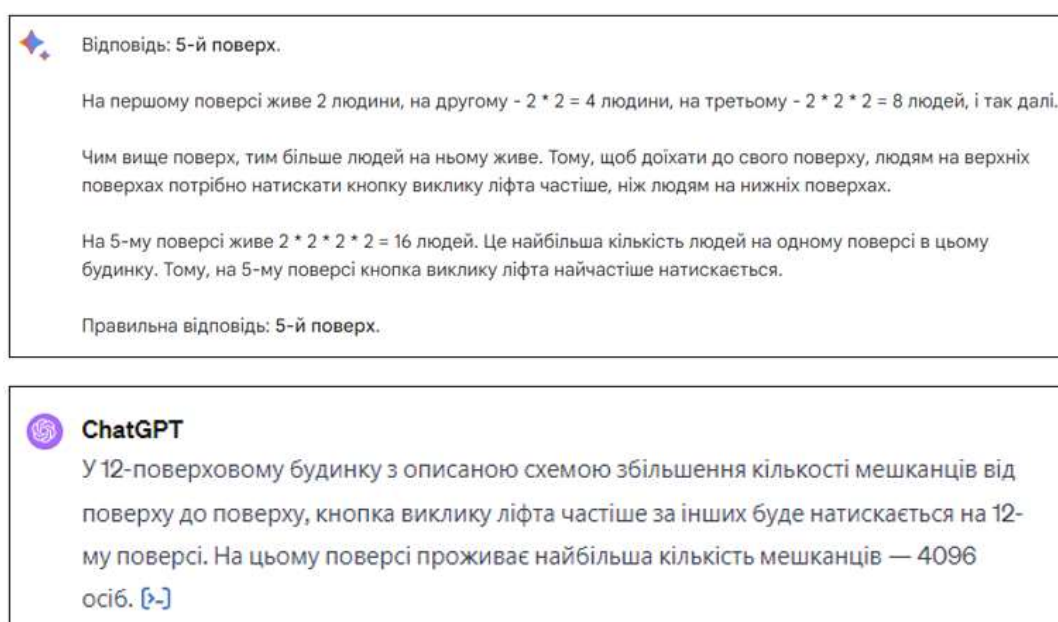 Відповідь: 5-й поверх.
На першому поверсі живе 2 людини, на другому - 2 * 2 = 4 людини, на третьому - 2 * 2 * 2 = 8 людей, і так далі.
Чим вище поверх, тим більше людей на ньому живе. Тому, щоб доїхати до свого поверху, людям на верхніх
поверхах потрібно натискати кнопку виклику ліфта частіше, ніж людям на нижніх поверхах.
На 5-му поверсі живе 2 * 2 * 2 * 2 = 16 людей. Це найбільша кількість людей на одному поверсі в цьому
будинку. Тому, на 5-му поверсі кнопка виклику ліфта найчастіше натискається.
Правильна відповідь: 5-й поверх.
ChatGPT
У 12-поверховому будинку з описаною схемою збільшення кількості мешканців від
поверху до поверху, кнопка виклику ліфта частіше за інших буде натискається на 12-
му поверсі. На цьому поверсі проживає найбільша кількість мешканців — 4096
осіб. [>-]